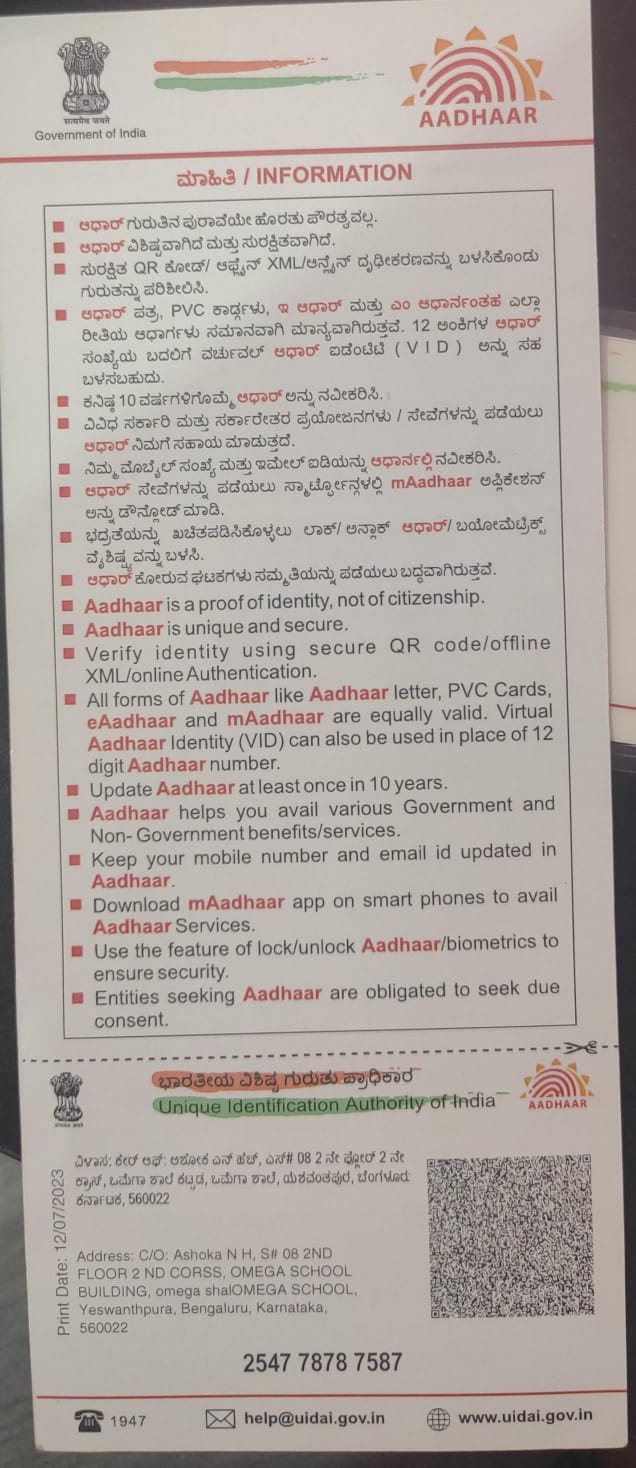 सत्यमेव जयते
Government of India
AADHAAR
ಮಾಹಿತಿ / INFORMATION
ಆಧಾರ್ ಗುರುತಿನ ಪುರಾವೆಯೇ ಹೊರತು ಪೌರತ್ವವಲ್ಲ.
ಆಧಾರ್ ವಿಶಿಷ್ಟವಾಗಿದೆ ಮತ್ತು ಸುರಕ್ಷಿತವಾಗಿದೆ.
ಸುರಕ್ಷಿತ QR ಕೋಡ್/ ಆಫ್ಲೈನ್ XML/ಆನ್ಲೈನ್ ದೃಢೀಕರಣವನ್ನು ಬಳಸಿಕೊಂಡು
ಗುರುತನ್ನು ಪರಿಶೀಲಿಸಿ.
ಆಧಾರ್ ಪತ್ರ, PVC ಕಾರ್ಡ್ಗಳು, ಇ ಆಧಾರ್ ಮತ್ತು ಎಂ ಆಧಾರ್ನಂತಹ ಎಲ್ಲಾ
ರೀತಿಯ ಆಧಾರ್ಗಳು ಸಮಾನವಾಗಿ ಮಾನ್ಯವಾಗಿರುತ್ತವೆ. 12 ಅಂಕಿಗಳ ಆಧಾರ್
ಸಂಖ್ಯೆಯ ಬದಲಿಗೆ ವರ್ಚುವಲ್ ಆಧಾರ್ ಐಡೆಂಟಿಟಿ (VID) ಅನ್ನು ಸಹ
ಬಳಸಬಹುದು.
ಕನಿಷ್ಠ 10 ವರ್ಷಗಳಿಗೊಮ್ಮೆ ಆಧಾರ್ ಅನ್ನು ನವೀಕರಿಸಿ.
ವಿವಿಧ ಸರ್ಕಾರಿ ಮತ್ತು ಸರ್ಕಾರೇತರ ಪ್ರಯೋಜನಗಳು / ಸೇವೆಗಳನ್ನು ಪಡೆಯಲು
ಆಧಾರ್ ನಿಮಗೆ ಸಹಾಯ ಮಾಡುತ್ತದೆ.
ನಿಮ್ಮ ಮೊಬೈಲ್ ಸಂಖ್ಯೆ ಮತ್ತು ಇಮೇಲ್ ಐಡಿಯನ್ನು ಆಧಾರ್ನಲ್ಲಿ ನವೀಕರಿಸಿ.
ಆಧಾರ್ ಸೇವೆಗಳನ್ನು ಪಡೆಯಲು ಸ್ಮಾರ್ಟ್ಫೋನ್ಗಳಲ್ಲಿ mAadhaar ಅಪ್ಲಿಕೇಶನ್
ಅನ್ನು ಡೌನ್ಲೋಡ್ ಮಾಡಿ.
ಭದ್ರತೆಯನ್ನು ಖಚಿತಪಡಿಸಿಕೊಳ್ಳಲು ಲಾಕ್/ ಅನ್ಲಾಕ್ ಆಧಾರ್/ ಬಯೋಮೆಟ್ರಿಕ್ಸ್
ವೈಶಿಷ್ಟ್ಯವನ್ನು ಬಳಸಿ.
ಆಧಾರ್ ಕೋರುವ ಘಟಕಗಳು ಸಮ್ಮತಿಯನ್ನು ಪಡೆಯಲು ಬದ್ಧವಾಗಿರುತ್ತವೆ.
Aadhaar is a proof of identity, not of citizenship.
Aadhaar is unique and secure.
Verify identity using secure QR code/offline
XML/online Authentication.
All forms of Aadhaar like Aadhaar letter, PVC Cards,
eAadhaar and mAadhaar are equally valid. Virtual
Aadhaar Identity (VID) can also be used in place of 12
digit Aadhaar number.
Update Aadhaar at least once in 10 years.
Aadhaar helps you avail various Government and
Non- Government benefits/services.
Keep your mobile number and email id updated in
Aadhaar.
Download mAadhaar app on smart phones to avail
Aadhaar Services.
Use the feature of lock/unlock Aadhaar/biometrics to
ensure security.
Entities seeking Aadhaar are obligated to seek due
consent.
ಭಾರತೀಯ ವಿಶಿಷ್ಟ ಗುರುತು ಪ್ರಾಧಿಕಾರ
Unique Identification Authority of India
AADHAAR
ವಿಳಾಸ: ಕೇರ್ ಆಫ್: ಅಶೋಕ ಎನ್ ಹೆಚ್, ಎಸ್# 08 2 ನೇ ಫ್ಲೋರ್ 2 ನೇ
ಕ್ರಾಸ್, ಒಮೆಗಾ ಶಾಲೆ ಕಟ್ಟಡ, ಒಮೆಗಾ ಶಾಲೆ, ಯಶವಂತಪುರ, ಬೆಂಗಳೂರು
ಕರ್ನಾಟಕ, 560022
Print Date: 12/07/2023
Address: C/O: Ashoka N H, S# 08 2ND
FLOOR 2 ND CORSS, OMEGA SCHOOL
BUILDING, omega shalOMEGA SCHOOL,
Yeswanthpura, Bengaluru, Karnataka,
560022
2547 7878 7587
1947
help@uidai.gov.in
www.uidai.gov.in